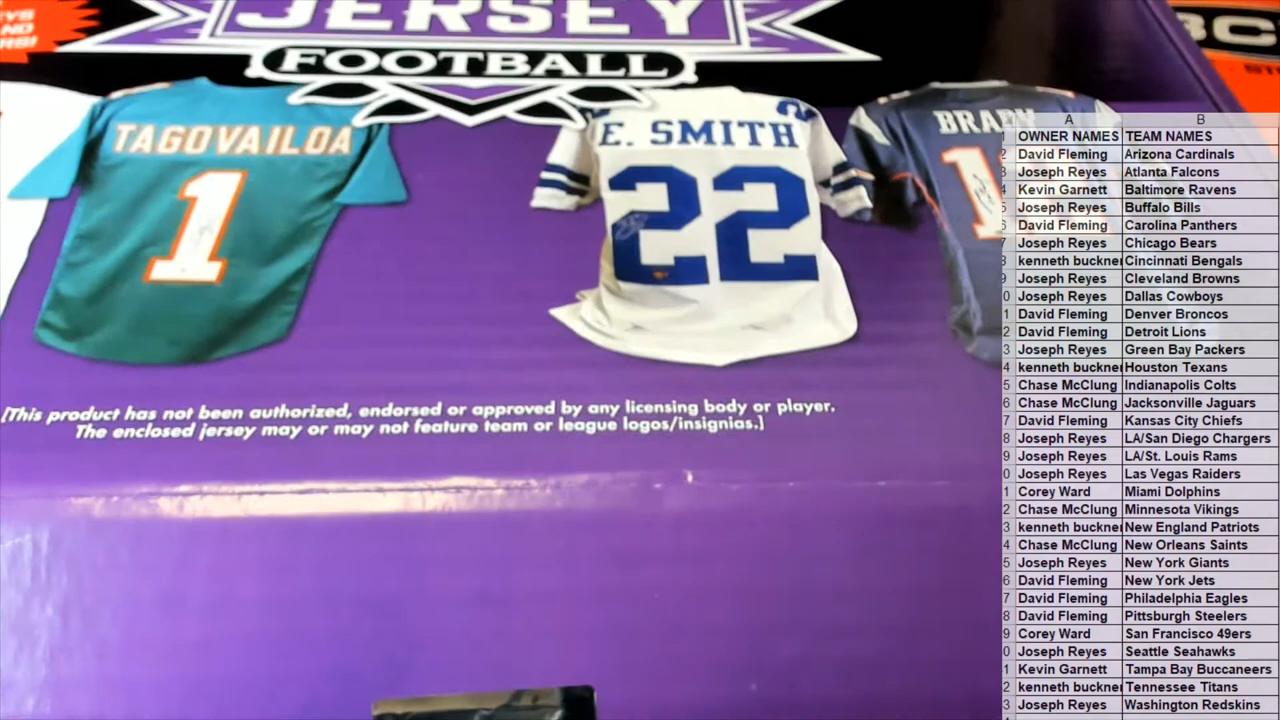 JERSEY
FOOTBALL
TAGOVAILOA
1
E. SMITH
22
BRADY
[This product has not been authorized, endorsed or approved by any licensing body or player.
The enclosed jersey may or may not feature team or league logos/insignias.]
A B
OWNER NAMES TEAM NAMES
David Fleming Arizona Cardinals
Joseph Reyes Atlanta Falcons
Kevin Garnett Baltimore Ravens
Joseph Reyes Buffalo Bills
David Fleming Carolina Panthers
Joseph Reyes Chicago Bears
kenneth buckner Cincinnati Bengals
Joseph Reyes Cleveland Browns
Joseph Reyes Dallas Cowboys
David Fleming Denver Broncos
David Fleming Detroit Lions
Joseph Reyes Green Bay Packers
kenneth buckner Houston Texans
Chase McClung Indianapolis Colts
Chase McClung Jacksonville Jaguars
David Fleming Kansas City Chiefs
Joseph Reyes LA/San Diego Chargers
Joseph Reyes LA/St. Louis Rams
Joseph Reyes Las Vegas Raiders
Corey Ward Miami Dolphins
Chase McClung Minnesota Vikings
kenneth buckner New England Patriots
Chase McClung New Orleans Saints
Joseph Reyes New York Giants
David Fleming New York Jets
David Fleming Philadelphia Eagles
David Fleming Pittsburgh Steelers
Corey Ward San Francisco 49ers
Joseph Reyes Seattle Seahawks
Kevin Garnett Tampa Bay Buccaneers
kenneth buckner Tennessee Titans
Joseph Reyes Washington Redskins